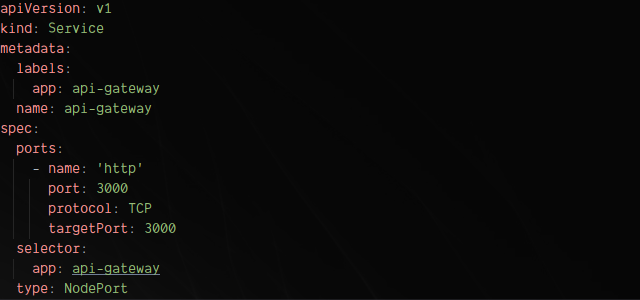 apiVersion: v1
kind: Service
metadata:
  labels:
    app: api-gateway
  name: api-gateway
spec:
  ports:
    - name: 'http'
      port: 3000
      protocol: TCP
      targetPort: 3000
  selector:
    app: api-gateway
  type: NodePort